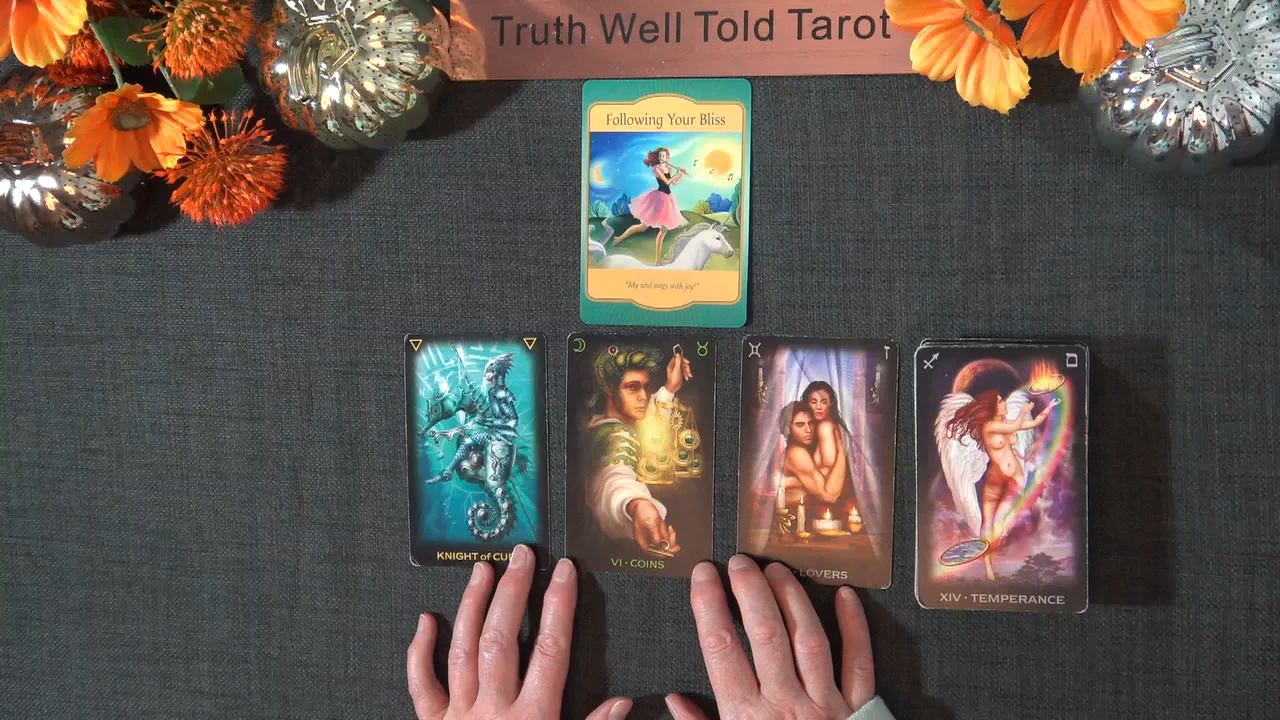 Truth Well Told Tarot
Following Your Bliss
"My soul sings with joy!"
KNIGHT of CUP
VI • COINS
• LOVERS
XIV • TEMPERANCE